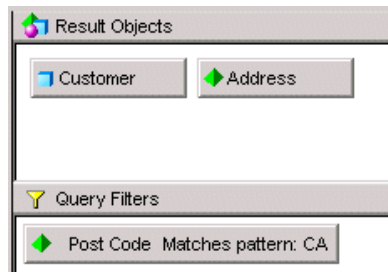 Result Objects
Customer Address
Query Filters
Post Code Matches pattern: CA